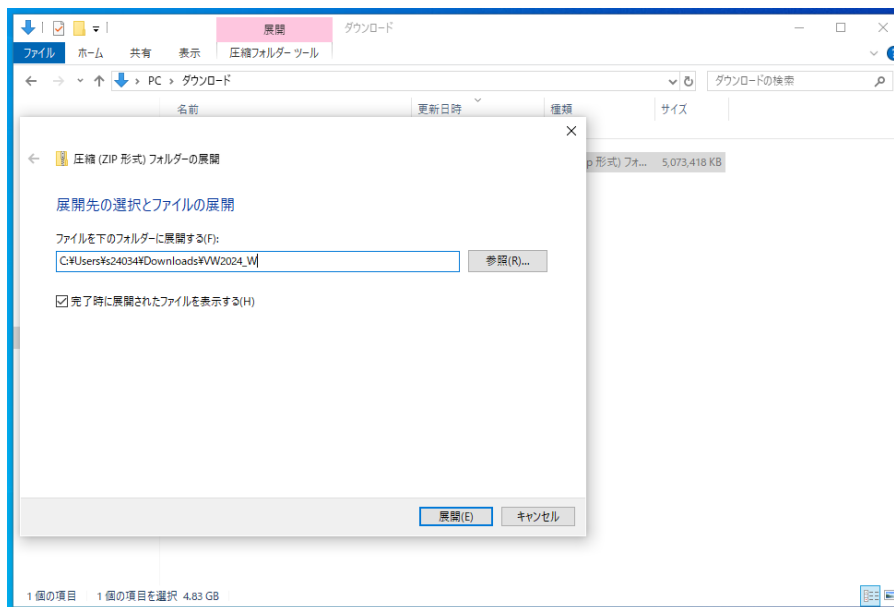 展開
ダウンロード
ファイル
ホーム
共有
表示
圧縮フォルダー ツール
PC
ダウンロード
ダウンロードの検索
名前
更新日時
種類
サイズ
圧縮 (ZIP 形式) フォルダーの展開
p 形式) フォ...
5,073,418 KB
展開先の選択とファイルの展開
ファイルを下のフォルダーに展開する(F):
C:¥Users¥s24034¥Downloads¥VW2024_W
参照(R)...
完了時に展開されたファイルを表示する(H)
展開(E)
キャンセル
1 個の項目
1 個の項目を選択 4.83 GB